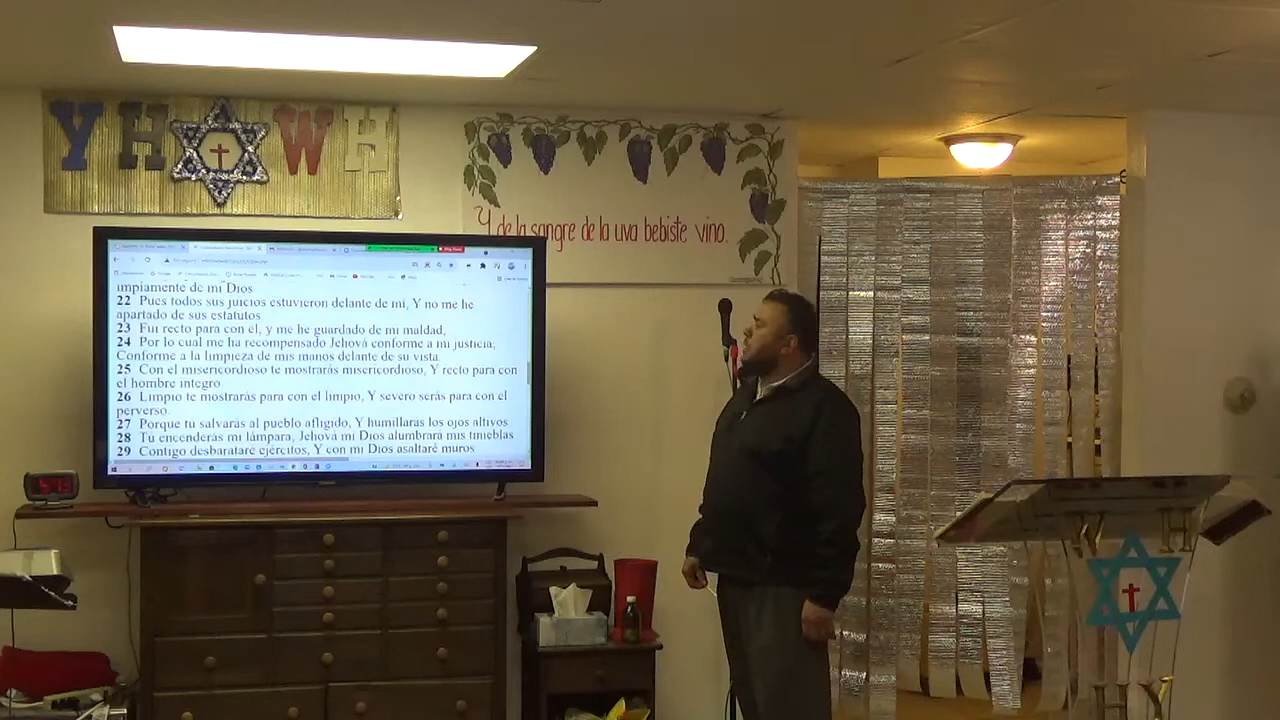 YH WH
Y de la sangre de la uva bebiste vino.
impiamente de mi Dios
22 Pues todos sus juicios estuvieron delante de mí, Y no me he
apartado de sus estatutos
23 Fui recto para con él, y me he guardado de mi maldad,
24 Por lo cual me ha recompensado Jehová conforme a mi justicia;
Conforme a la limpieza de mis manos delante de su vista.
25 Con el misericordioso te mostrarás misericordioso, Y recto para con
el hombre íntegro.
26 Limpio te mostrarás para con el limpio, Y severo serás para con el
perverso.
27 Porque tú salvarás al pueblo afligido, Y humillaras los ojos altivos
28 Tú encenderás mi lámpara, Jehová mi Dios alumbrará mis tinieblas
29 Contigo desbarataré ejércitos, Y con mi Dios asaltaré muros